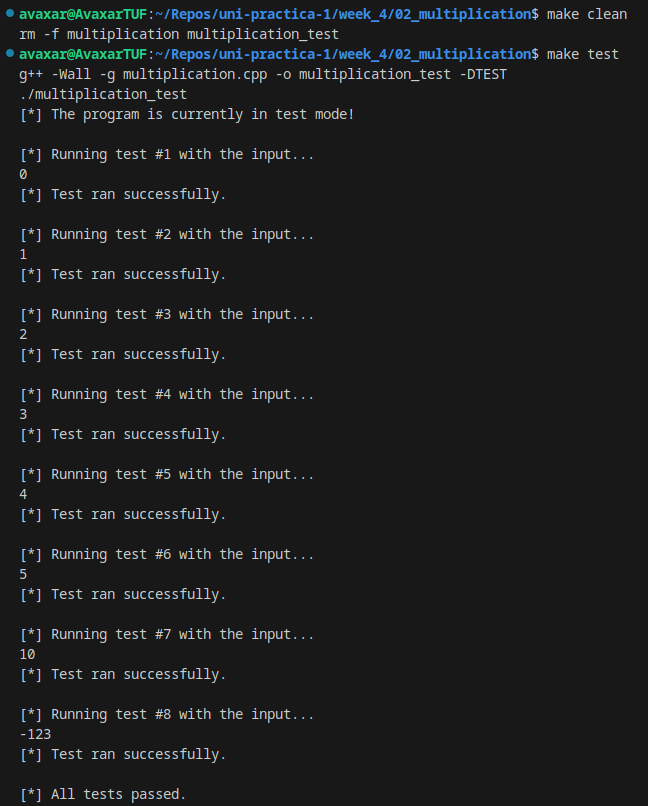 avaxar@AvaxarTUF:~/Repos/uni-practica-1/week_4/02_multiplication$ make clean
rm -f multiplication multiplication_test
avaxar@AvaxarTUF:~/Repos/uni-practica-1/week_4/02_multiplication$ make test
g++ -Wall -g multiplication.cpp -o multiplication_test -DTEST
./multiplication_test
[*] The program is currently in test mode!
[*] Running test #1 with the input...
0
[*] Test ran successfully.
[*] Running test #2 with the input...
1
[*] Test ran successfully.
[*] Running test #3 with the input...
2
[*] Test ran successfully.
[*] Running test #4 with the input...
3
[*] Test ran successfully.
[*] Running test #5 with the input...
4
[*] Test ran successfully.
[*] Running test #6 with the input...
5
[*] Test ran successfully.
[*] Running test #7 with the input...
10
[*] Test ran successfully.
[*] Running test #8 with the input...
-123
[*] Test ran successfully.
[*] All tests passed.